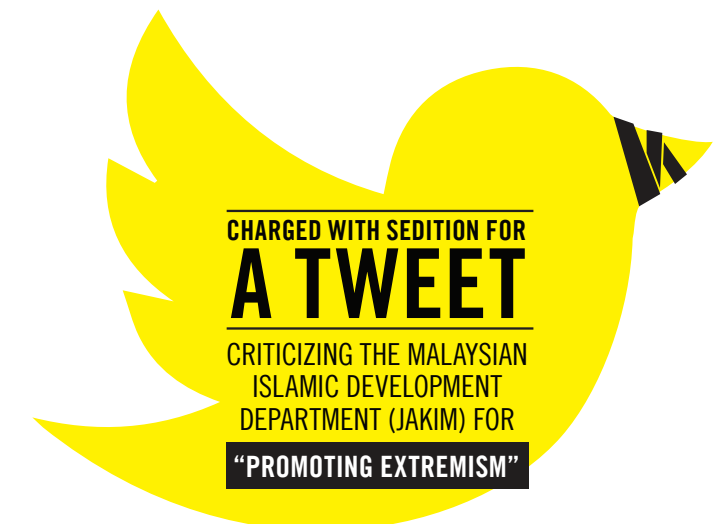 CHARGED WITH SEDITION FOR
A TWEET
CRITICIZING THE MALAYSIAN
ISLAMIC DEVELOPMENT
DEPARTMENT (JAKIM) FOR
“PROMOTING EXTREMISM”